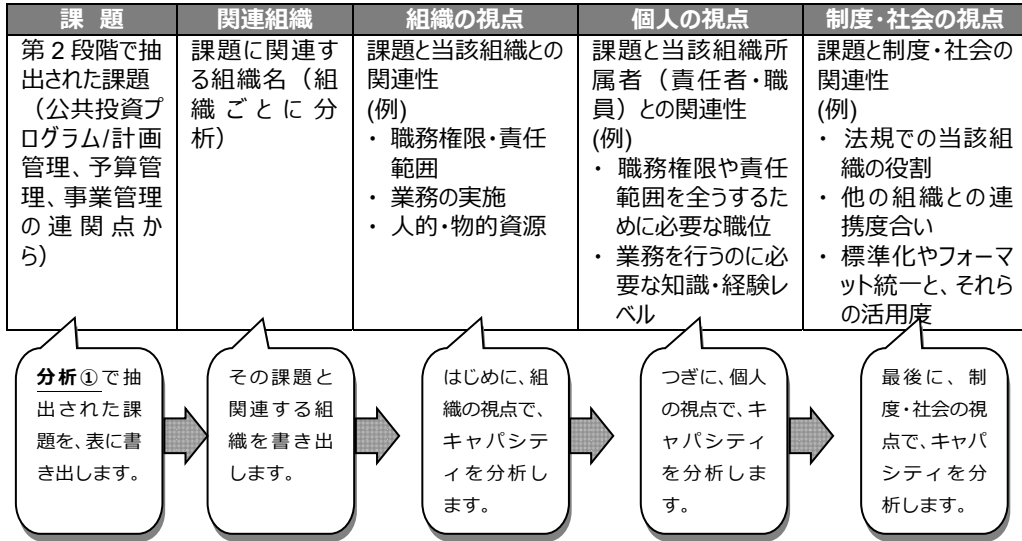 課 題
第 2 段階で抽
出された課題
（公共投資プ
ログラム/計画
管理、予算管
理、事業管理
の連関点か
ら）
関連組織
課題に関連す
る組織名（組
織ごとに分
析）
組織の視点
課題と当該組織との
関連性
(例)
・ 職務権限・責任
範囲
・ 業務の実施
・ 人的・物的資源
個人の視点
課題と当該組織所
属者（責任者・職
員）との関連性
(例)
・ 職務権限や責任
範囲を全うするた
めに必要な職位
・ 業務を行うのに必
要な知識・経験レ
ベル
制度・社会の視点
課題と制度・社会の
関連性
(例)
・ 法規での当該組
織の役割
・ 他の組織との連
携度合い
・ 標準化やフォーマ
ット統一と、それら
の活用度
分析①で抽
出された課
題を、表に書
き出します。
その課題と
関連する組
織を書き出
します。
はじめに、組
織の視点で、
キャパシテ
ィを分析し
ます。
つぎに、個人
の視点で、キ
ャパシティ
を分析しま
す。
最後に、制
度・社会の視
点で、キャパ
シティを分
析します。